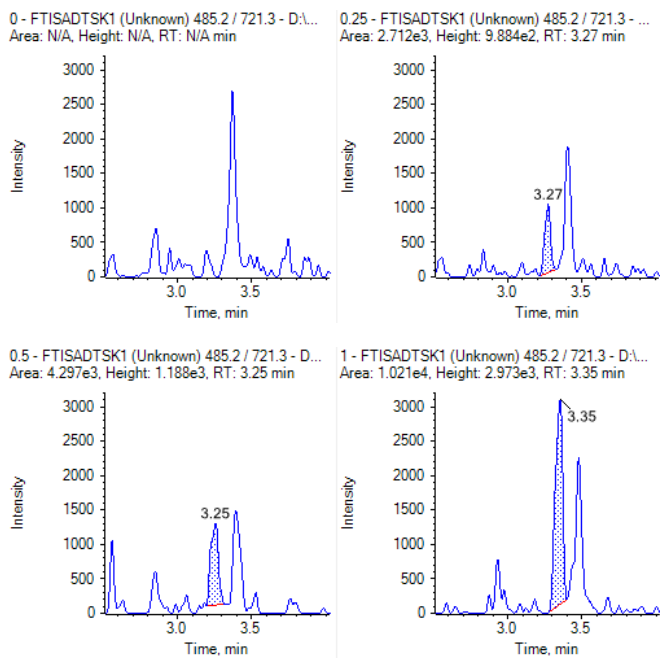 0 - FTISADTSK1 (Unknown) 485.2 / 721.3 - D:\...
Area: N/A, Height: N/A, RT: N/A min
3000
2500
2000
1500
1000
500
0
Intensity
3.0
3.5
Time, min
0.25 - FTISADTSK1 (Unknown) 485.2 / 721.3 - ...
Area: 2.712e3, Height: 9.884e2, RT: 3.27 min
3000
2500
2000
1500
1000
500
0
Intensity
3.27
3.0
3.5
Time, min
0.5 - FTISADTSK1 (Unknown) 485.2 / 721.3 - D...
Area: 4.297e3, Height: 1.188e3, RT: 3.25 min
3000
2500
2000
1500
1000
500
0
Intensity
3.25
3.0
3.5
Time, min
1 - FTISADTSK1 (Unknown) 485.2 / 721.3 - D:\...
Area: 1.021e4, Height: 2.973e3, RT: 3.35 min
3000
2500
2000
1500
1000
500
0
Intensity
3.35
3.0
3.5
Time, min